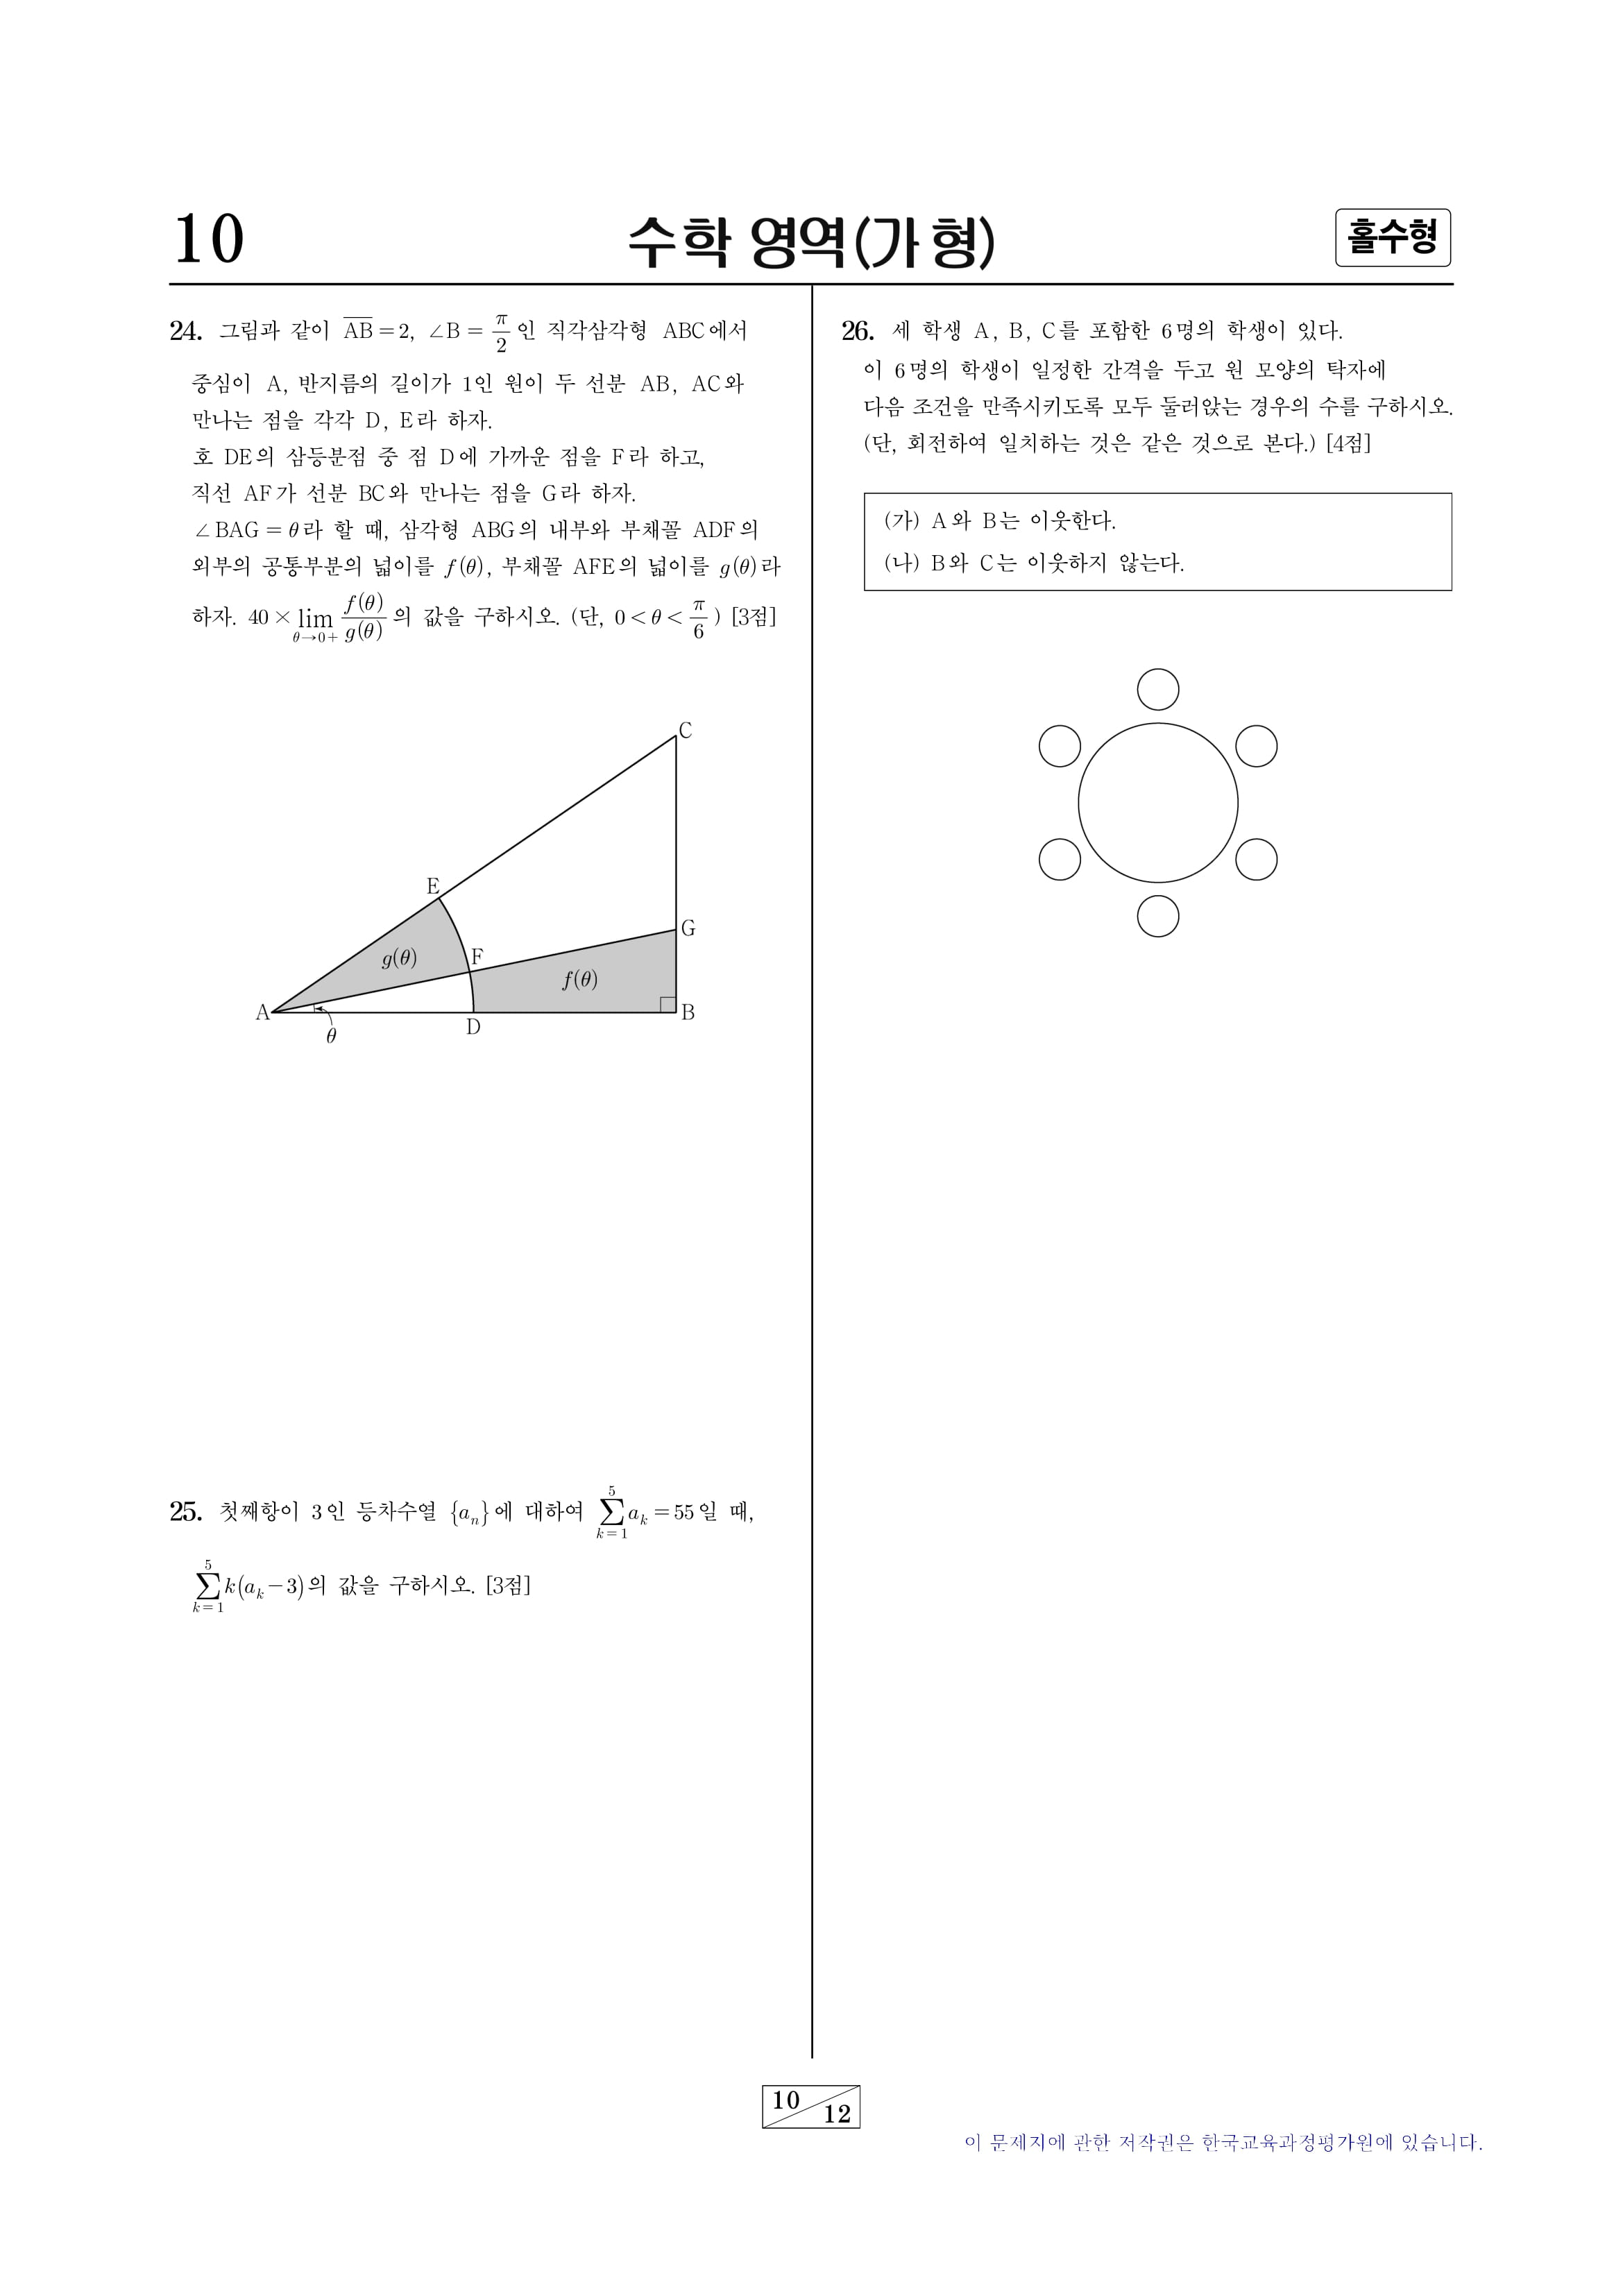 10
수학 영역(가 형)
홀수형
24. 그림과 같이 \overline{AB} = 2, ∠B = \frac{π}{2} 인 직각삼각형 ABC에서
중심이 A, 반지름의 길이가 1인 원이 두 선분 AB, AC와
만나는 점을 각각 D, E라 하자.
호 DE의 삼등분점 중 점 D에 가까운 점을 F라 하고,
직선 AF가 선분 BC와 만나는 점을 G라 하자.
∠BAG = θ라 할 때, 삼각형 ABG의 내부와 부채꼴 ADF의
외부의 공통부분의 넓이를 f(θ), 부채꼴 AFE의 넓이를 g(θ)라
하자. 40 × \lim_{θ→0+} \frac{f(θ)}{g(θ)} 의 값을 구하시오. (단, 0 < θ < \frac{π}{6}) [3점]
C
E
G
F
g(θ)
f(θ)
A
B
D
θ
25. 첫째항이 3인 등차수열 {a_n}에 대하여 \sum_{k=1}^{5} a_k = 55일 때,
\sum_{k=1}^{5} k(a_k − 3)의 값을 구하시오. [3점]
26. 세 학생 A, B, C를 포함한 6명의 학생이 있다.
이 6명의 학생이 일정한 간격을 두고 원 모양의 탁자에
다음 조건을 만족시키도록 모두 둘러앉는 경우의 수를 구하시오.
(단, 회전하여 일치하는 것은 같은 것으로 본다.) [4점]
(가) A와 B는 이웃한다.
(나) B와 C는 이웃하지 않는다.
10
12
이 문제지에 관한 저작권은 한국교육과정평가원에 있습니다.